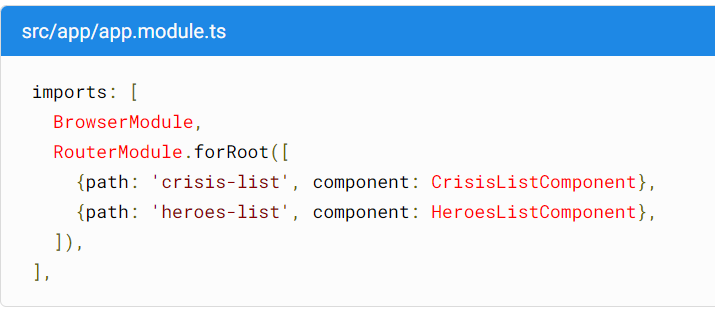 src/app/app.module.ts
imports: [
  BrowserModule,
  RouterModule.forRoot([
    {path: 'crisis-list', component: CrisisListComponent},
    {path: 'heroes-list', component: HeroesListComponent},
  ]),
],